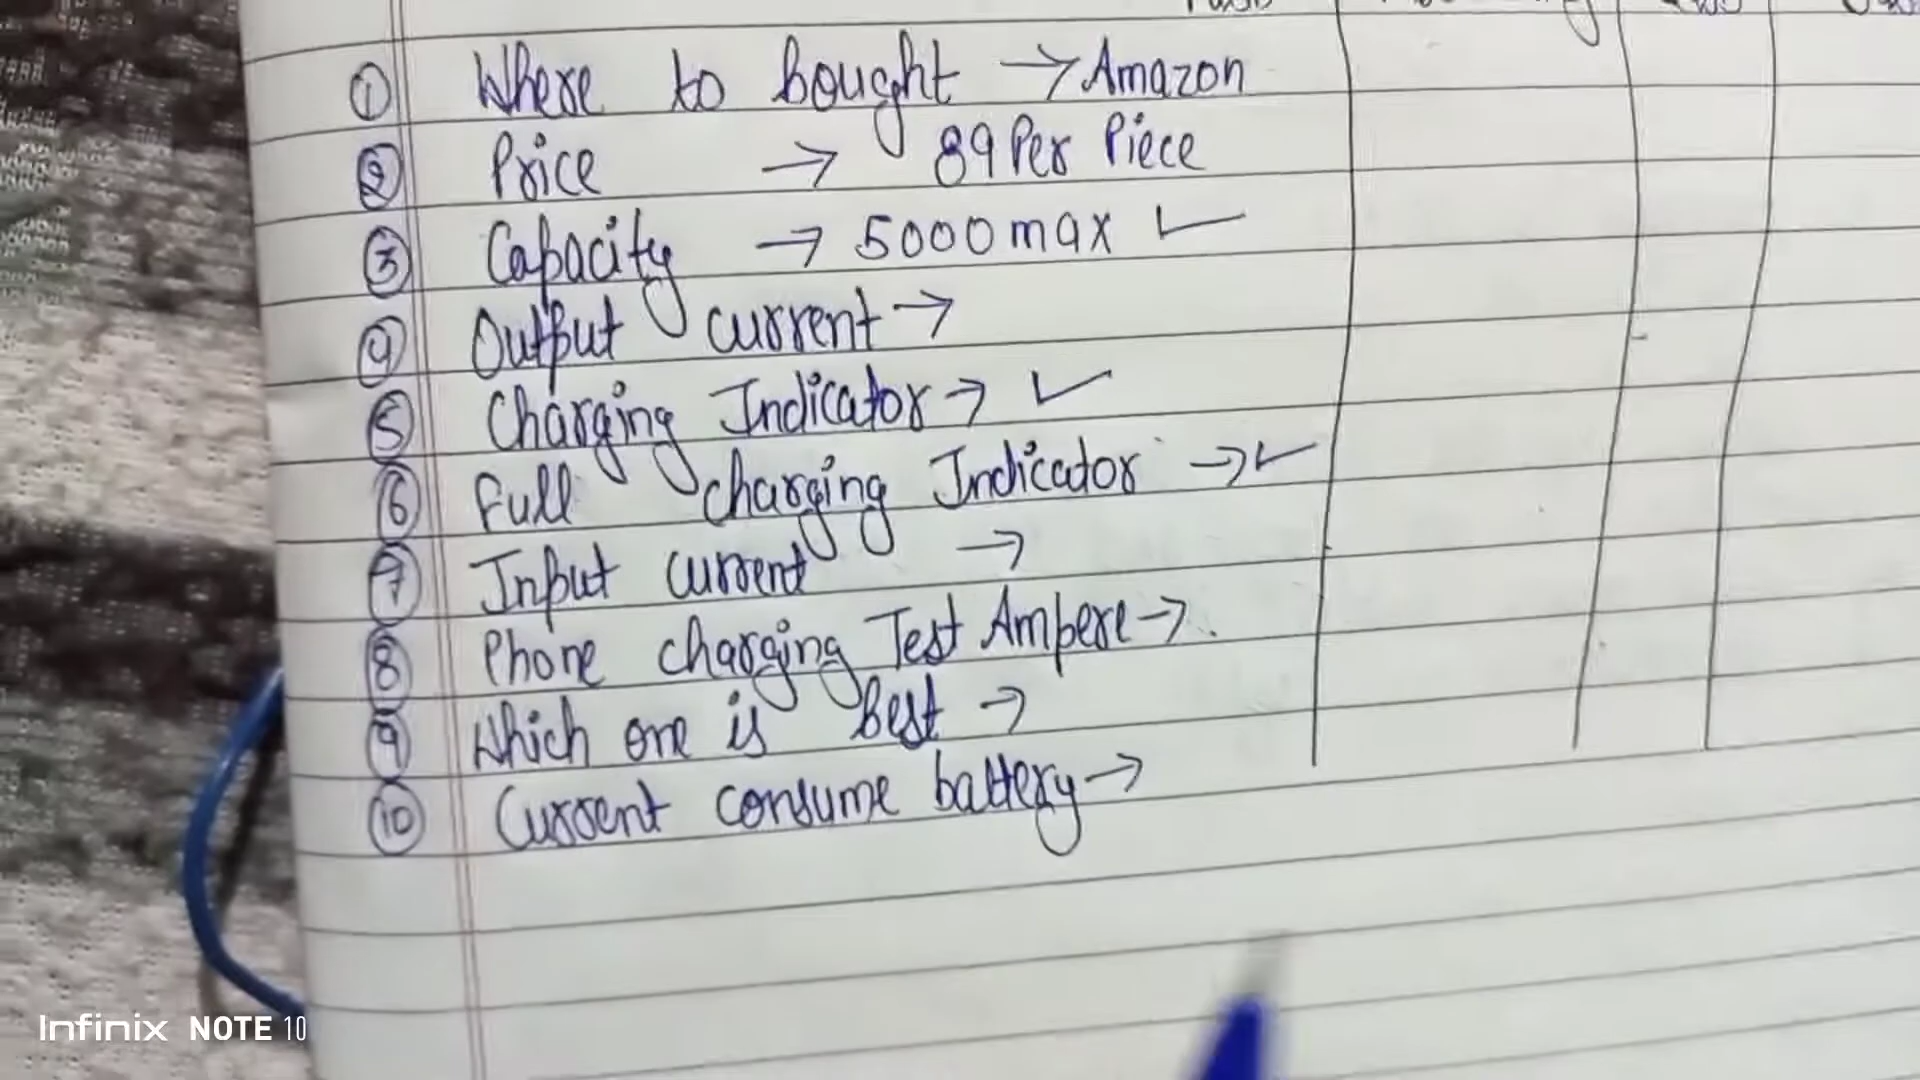 ① Where to bought → Amazon
② Price → 89 Per Piece
③ Capacity → 5000 max ✓
④ Output current →
⑤ Charging Indicator → ✓
⑥ Full charging Indicator → ✓
⑦ Input current →
⑧ Phone charging Test Ampere →
⑨ Which one is Best →
⑩ Current consume battery →
Infinix NOTE 10